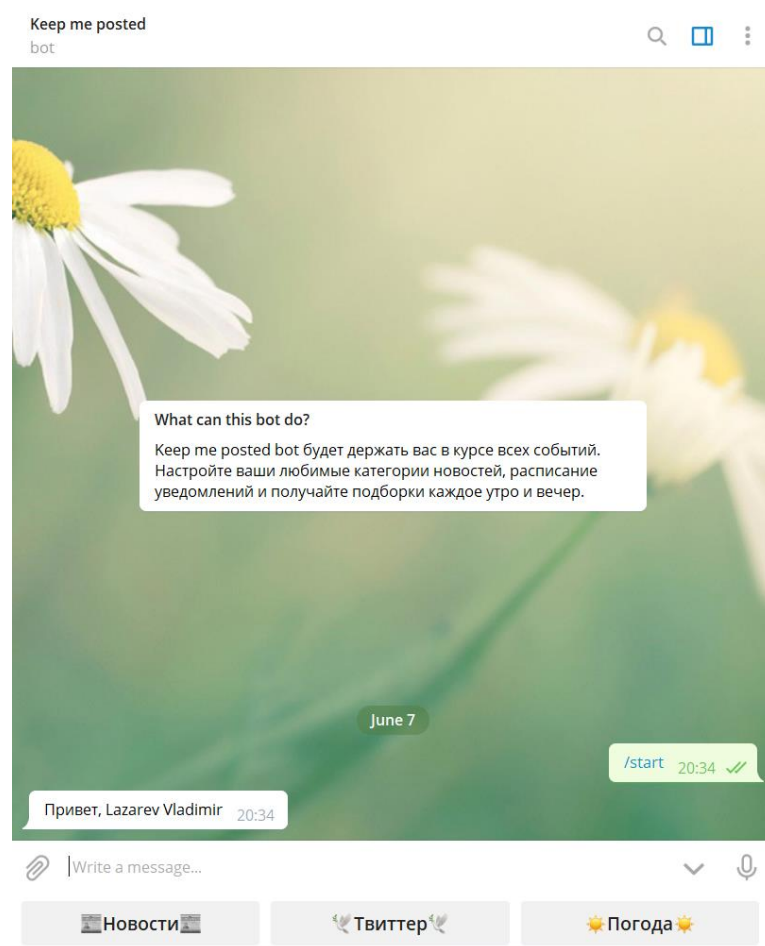 Keep me posted
bot
What can this bot do?
Keep me posted bot будет держать вас в курсе всех событий.
Настройте ваши любимые категории новостей, расписание
уведомлений и получайте подборки каждое утро и вечер.
June 7
/start 20:34
Привет, Lazarev Vladimir 20:34
Write a message...
📰Новости📰 🕊Твиттер🕊 ☀️Погода☀️